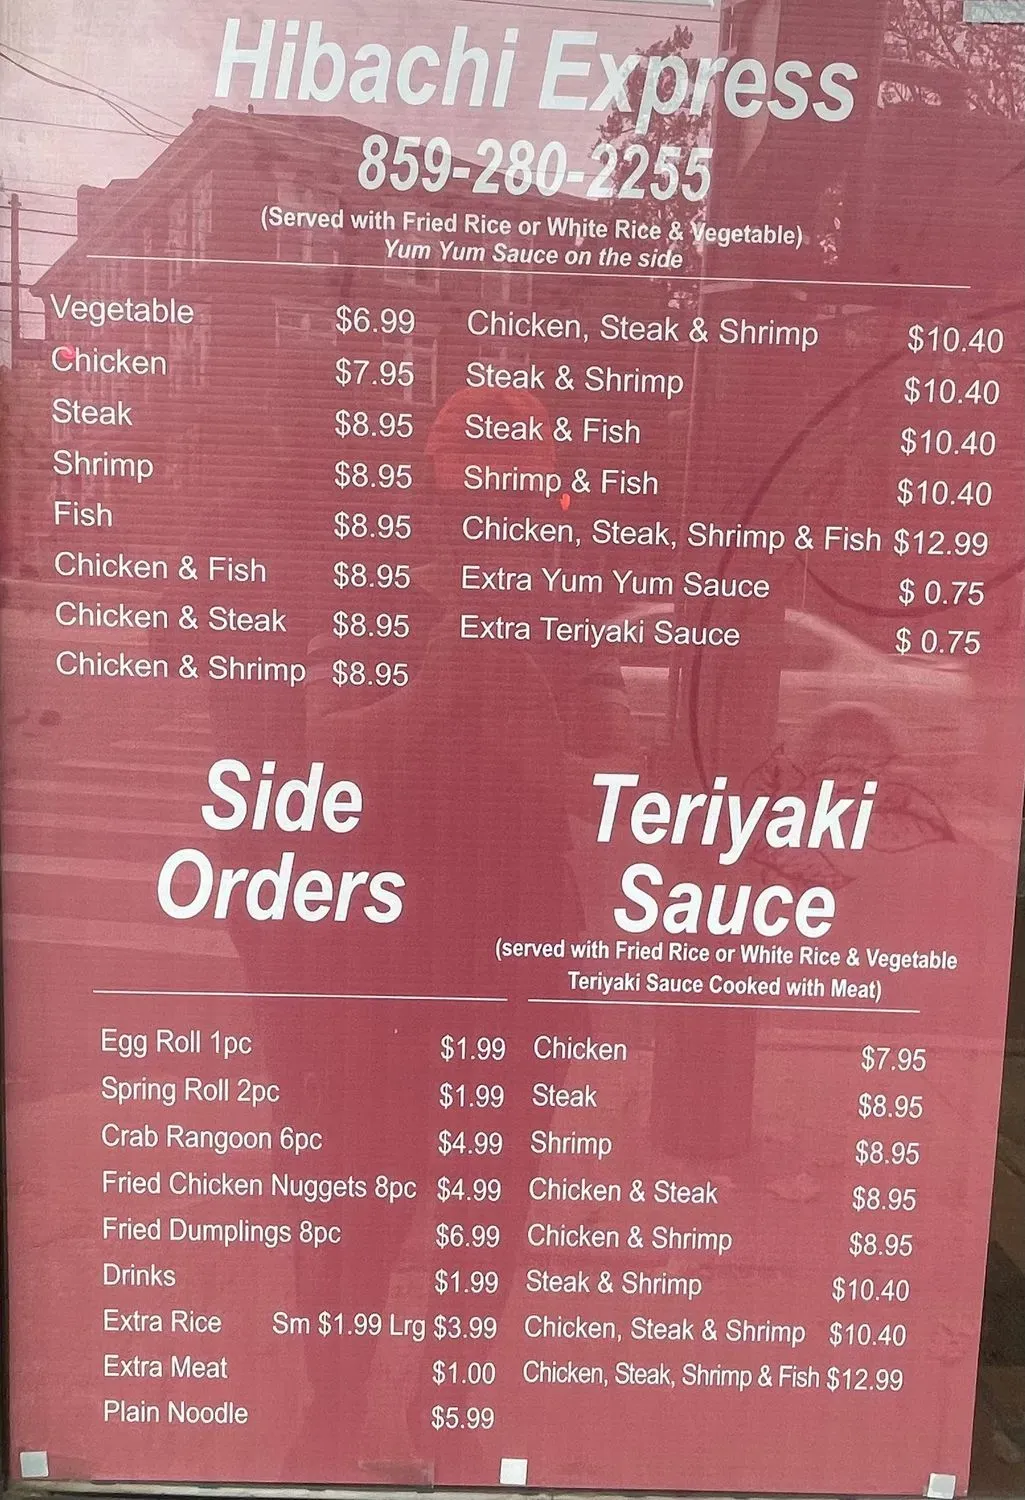 Hibachi Express
859-280-2255
(Served with Fried Rice or White Rice & Vegetable)
Yum Yum Sauce on the side
Vegetable $6.99
Chicken $7.95
Steak $8.95
Shrimp $8.95
Fish $8.95
Chicken & Fish $8.95
Chicken & Steak $8.95
Chicken & Shrimp $8.95
Chicken, Steak & Shrimp $10.40
Steak & Shrimp $10.40
Steak & Fish $10.40
Shrimp & Fish $10.40
Chicken, Steak, Shrimp & Fish $12.99
Extra Yum Yum Sauce $ 0.75
Extra Teriyaki Sauce $ 0.75
Side
Orders
Egg Roll 1pc $1.99
Spring Roll 2pc $1.99
Crab Rangoon 6pc $4.99
Fried Chicken Nuggets 8pc $4.99
Fried Dumplings 8pc $6.99
Drinks $1.99
Extra Rice Sm $1.99 Lrg $3.99
Extra Meat $1.00
Plain Noodle $5.99
Teriyaki
Sauce
(served with Fried Rice or White Rice & Vegetable
Teriyaki Sauce Cooked with Meat)
Chicken $7.95
Steak $8.95
Shrimp $8.95
Chicken & Steak $8.95
Chicken & Shrimp $8.95
Steak & Shrimp $10.40
Chicken, Steak & Shrimp $10.40
Chicken, Steak, Shrimp & Fish $12.99